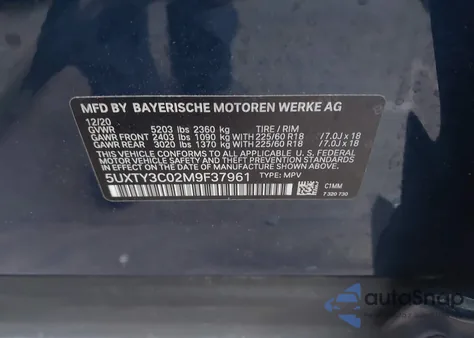 MFD BY BAYERISCHE MOTOREN WERKE AG
12/20
GVWR 5203 lbs 2360 kg TIRE / RIM
GAWR FRONT 2403 lbs 1090 kg WITH 225/60 R18 /7.0J x 18
GAWR REAR 3020 lbs 1370 kg WITH 225/60 R18 /7.0J x 18
THIS VEHICLE CONFORMS TO ALL APPLICABLE
FEDERAL MOTOR VEHICLE SAFETY STANDARDS IN EFFECT ON
THE DATE OF MANUFACTURE SHOWN ABOVE.
5UXTY3C02M9F37961 TYPE: MPV C1MM
7 320 730
autoSnap